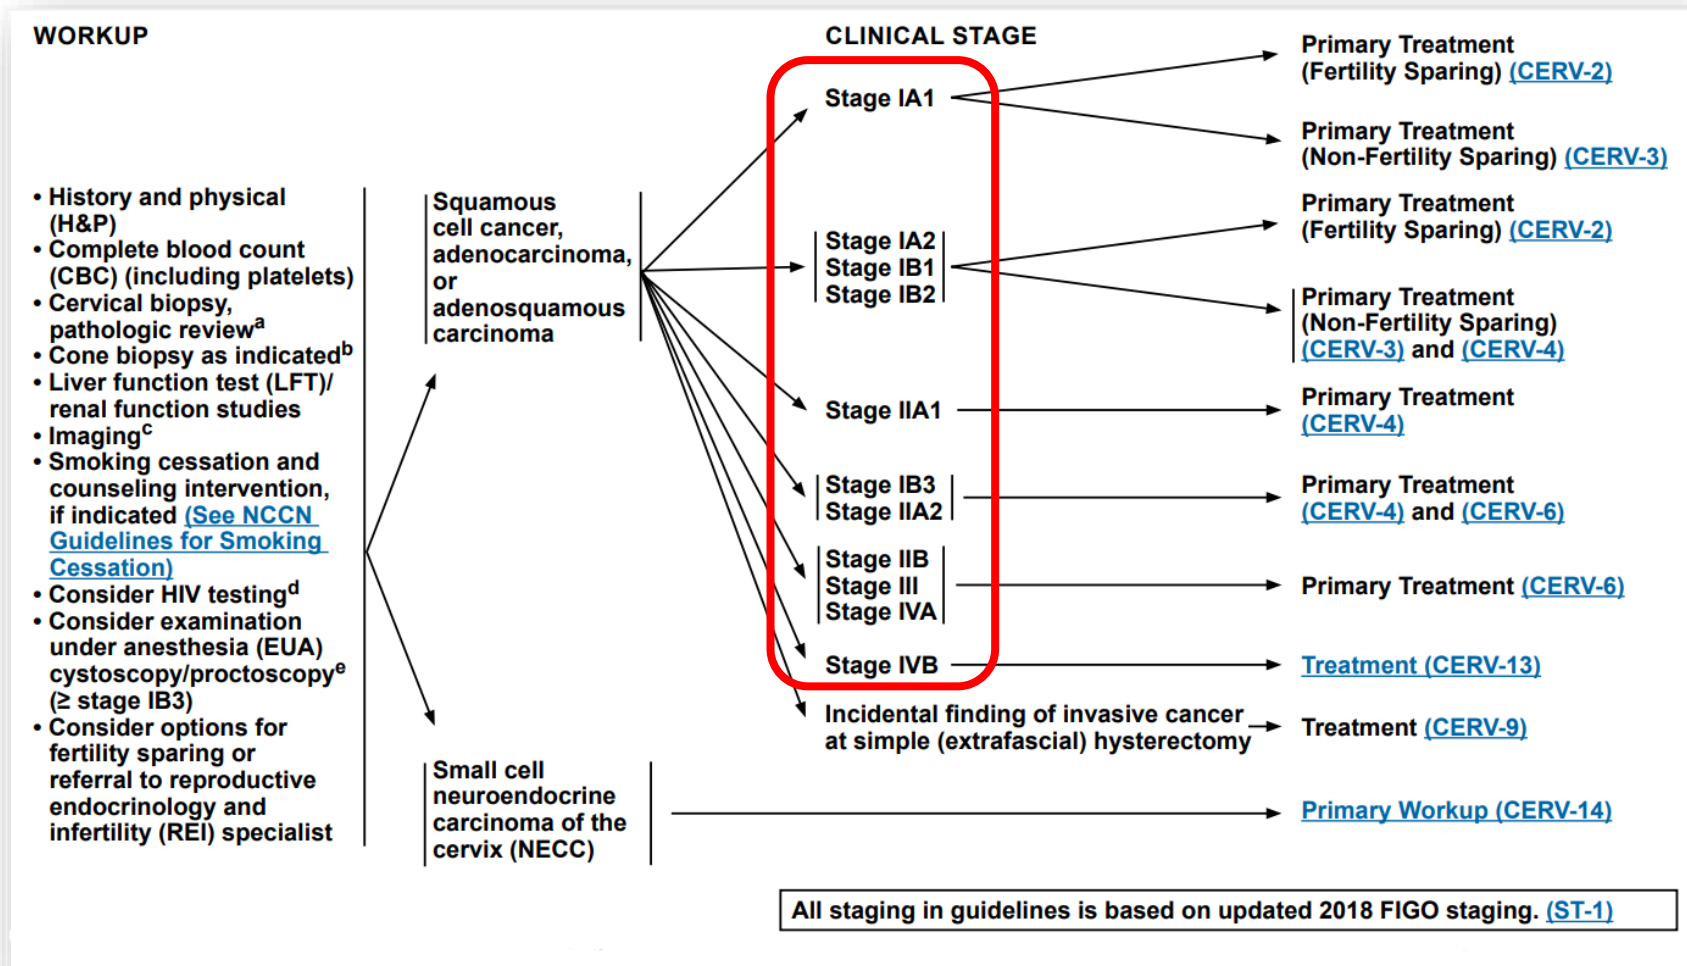 WORKUP
• History and physical
(H&P)
• Complete blood count
(CBC) (including platelets)
• Cervical biopsy,
pathologic reviewa
• Cone biopsy as indicatedb
• Liver function test (LFT)/
renal function studies
• Imagingc
• Smoking cessation and
counseling intervention,
if indicated (See NCCN
Guidelines for Smoking
Cessation)
• Consider HIV testingd
• Consider examination
under anesthesia (EUA)
cystoscopy/proctoscopye
(≥ stage IB3)
• Consider options for
fertility sparing or
referral to reproductive
endocrinology and
infertility (REI) specialist
Squamous
cell cancer,
adenocarcinoma,
or
adenosquamous
carcinoma
Small cell
neuroendocrine
carcinoma of the
cervix (NECC)
CLINICAL STAGE
Stage IA1
Stage IA2
Stage IB1
Stage IB2
Stage IIA1
Stage IB3
Stage IIA2
Stage IIB
Stage III
Stage IVA
Stage IVB
Incidental finding of invasive cancer
at simple (extrafascial) hysterectomy
Primary Treatment
(Fertility Sparing) (CERV-2)
Primary Treatment
(Non-Fertility Sparing) (CERV-3)
Primary Treatment
(Fertility Sparing) (CERV-2)
Primary Treatment
(Non-Fertility Sparing)
(CERV-3) and (CERV-4)
Primary Treatment
(CERV-4)
Primary Treatment
(CERV-4) and (CERV-6)
Primary Treatment (CERV-6)
Treatment (CERV-13)
Treatment (CERV-9)
Primary Workup (CERV-14)
All staging in guidelines is based on updated 2018 FIGO staging. (ST-1)